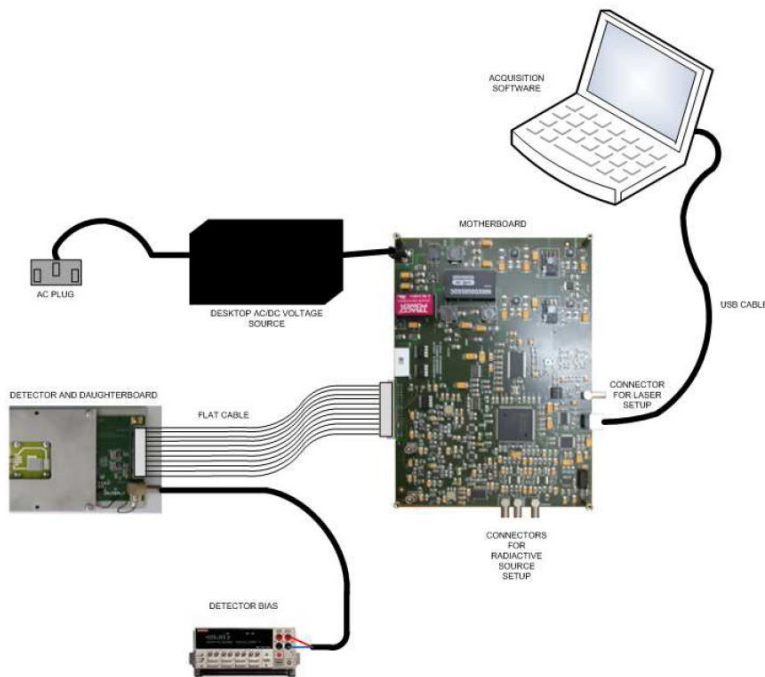 ACQUISITION
SOFTWARE
MOTHERBOARD
AC PLUG
DESKTOP AC/DC VOLTAGE
SOURCE
USB CABLE
DETECTOR AND DAUGHTERBOARD
FLAT CABLE
CONNECTOR
FOR LASER
SETUP
CONNECTORS
FOR
RADIACTIVE
SOURCE
SETUP
DETECTOR BIAS